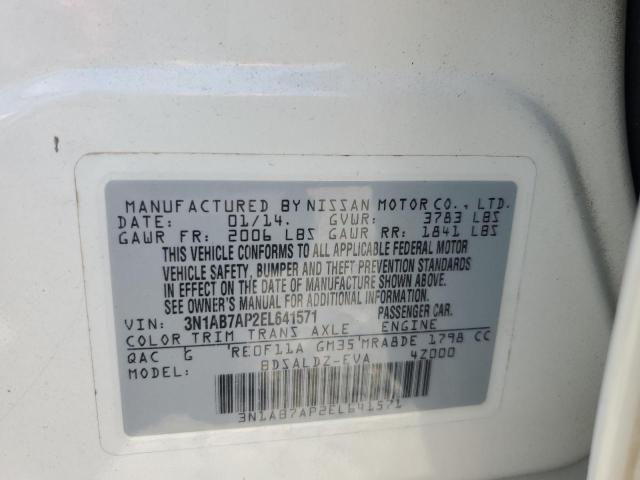 MANUFACTURED BY NISSAN MOTOR CO., LTD.
DATE: 01/14. GVWR: 3783 LBS
GAWR FR: 2006 LBS GAWR RR: 1841 LBS
THIS VEHICLE CONFORMS TO ALL APPLICABLE FEDERAL MOTOR
VEHICLE SAFETY, BUMPER AND THEFT PREVENTION STANDARDS
IN EFFECT ON THE DATE OF MANUFACTURE SHOWN ABOVE.
SEE OWNER'S MANUAL FOR ADDITIONAL INFORMATION.
VIN: 3N1AB7AP2EL641571 PASSENGER CAR.
COLOR TRIM TRANS AXLE ENGINE
QAC G RE0F11A GM35 MRA8DE 1798 CC
MODEL: BDSALDZ-EVA 4Z000
3N1AB7AP2EL641571